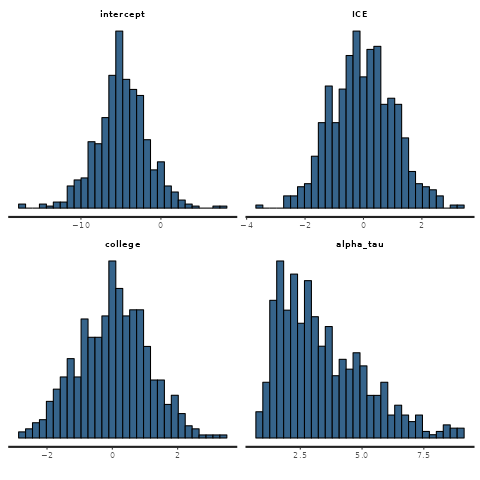 intercept
ICE
-10 0
-4 -2 0 2
college
alpha_tau
-2 0 2
2.5 5.0 7.5